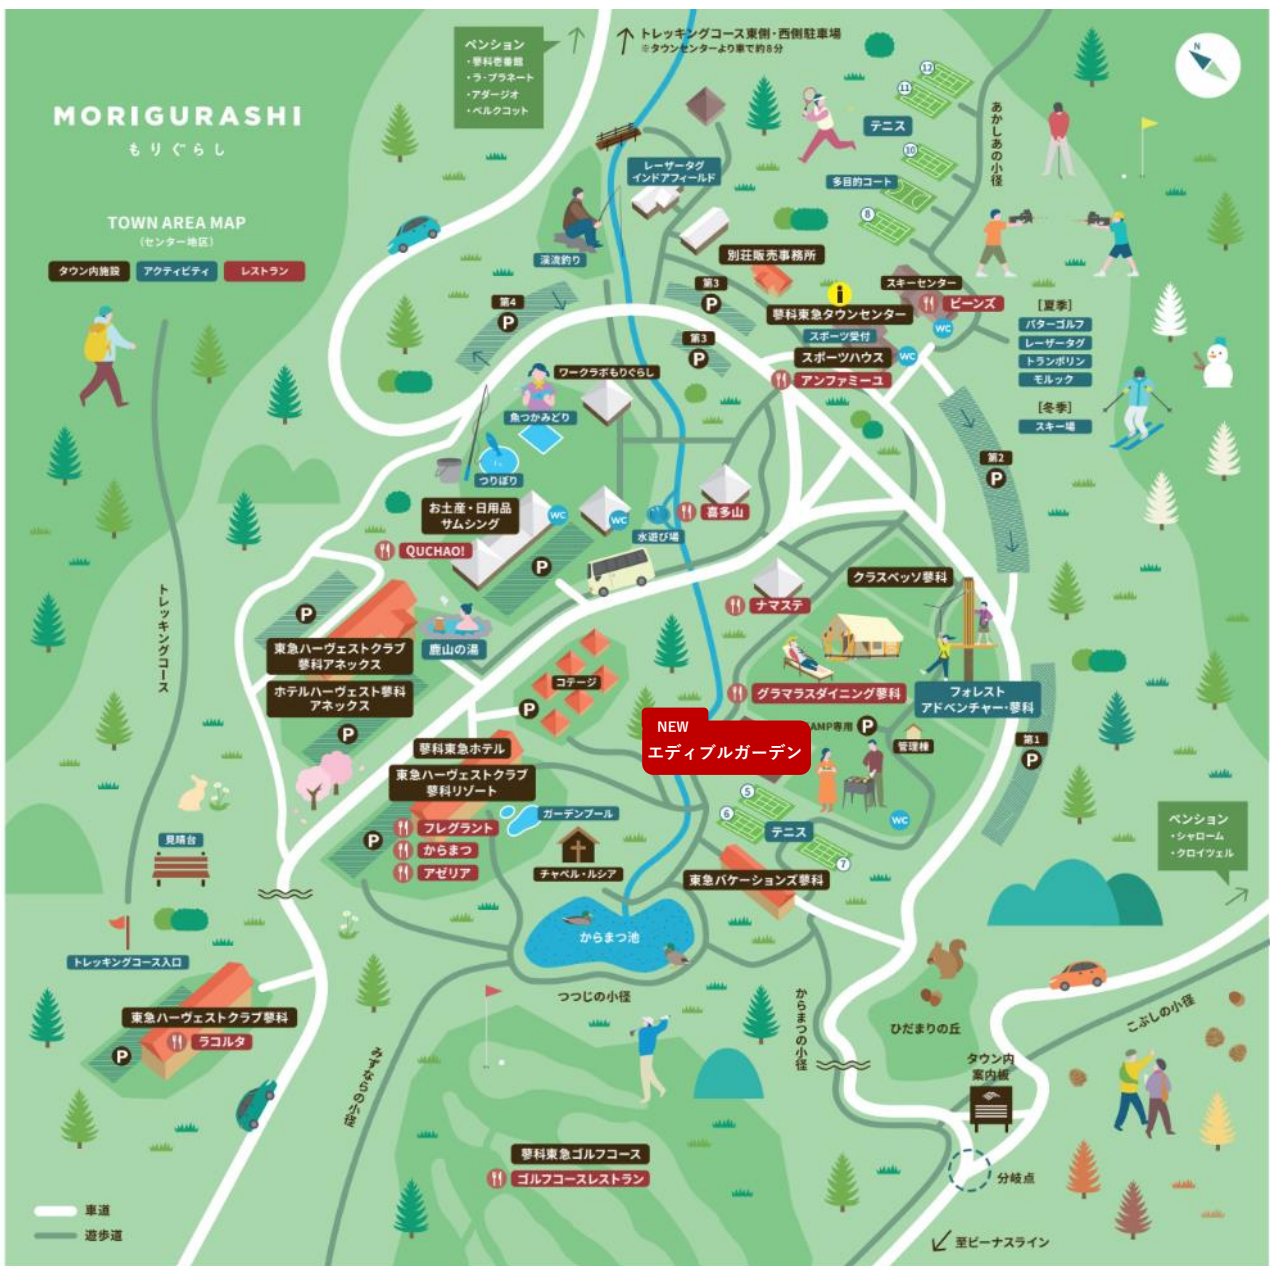 MORIGURASHI
もりぐらし
TOWN AREA MAP
(センター地区)
タウン内施設
アクティビティ
レストラン
ペンション
・蓼科壱番館
・ラ・プラネート
・アダージオ
・ベルクコット
トレッキングコース東側・西側駐車場
※タウンセンターより車で約8分
N
12
11
テニス
10
多目的コート
8
あかしあの小径
レーザータグ
インドアフィールド
渓流釣り
別荘販売事務所
スキーセンター
ビーンズ
WC
i
蓼科東急タウンセンター
スポーツ受付
スポーツハウス
WC
アンファミーユ
[夏季]
パターゴルフ
レーザータグ
トランポリン
モルック
[冬季]
スキー場
第4
P
第3
P
第3
P
第2
P
ワークラボもりぐらし
魚つかみどり
つりぼり
お土産・日用品
サムシング
WC
WC
水遊び場
喜多山
QUCHAO!
P
ナマステ
クラスベッソ蓼科
トレッキングコース
P
東急ハーヴェストクラブ
蓼科アネックス
鹿山の湯
ホテルハーヴェスト蓼科
アネックス
P
コテージ
P
グラマラスダイニング蓼科
フォレスト
アドベンチャー・蓼科
NEW
エディブルガーデン
AMP専用
P
管理棟
第1
P
蓼科東急ホテル
東急ハーヴェストクラブ
蓼科リゾート
P
フレグラント
からまつ
アゼリア
ガーデンプール
チャペル・ルシア
5
6
テニス
7
WC
東急バケーションズ蓼科
ペンション
・シャローム
・クロイツェル
見晴台
トレッキングコース入口
東急ハーヴェストクラブ蓼科
ラコルタ
P
からまつ池
つつじの小径
みずならの小径
からまつの小径
ひだまりの丘
こぶしの小径
タウン内
案内板
分岐点
蓼科東急ゴルフコース
ゴルフコースレストラン
車道
遊歩道
至ビーナスライン